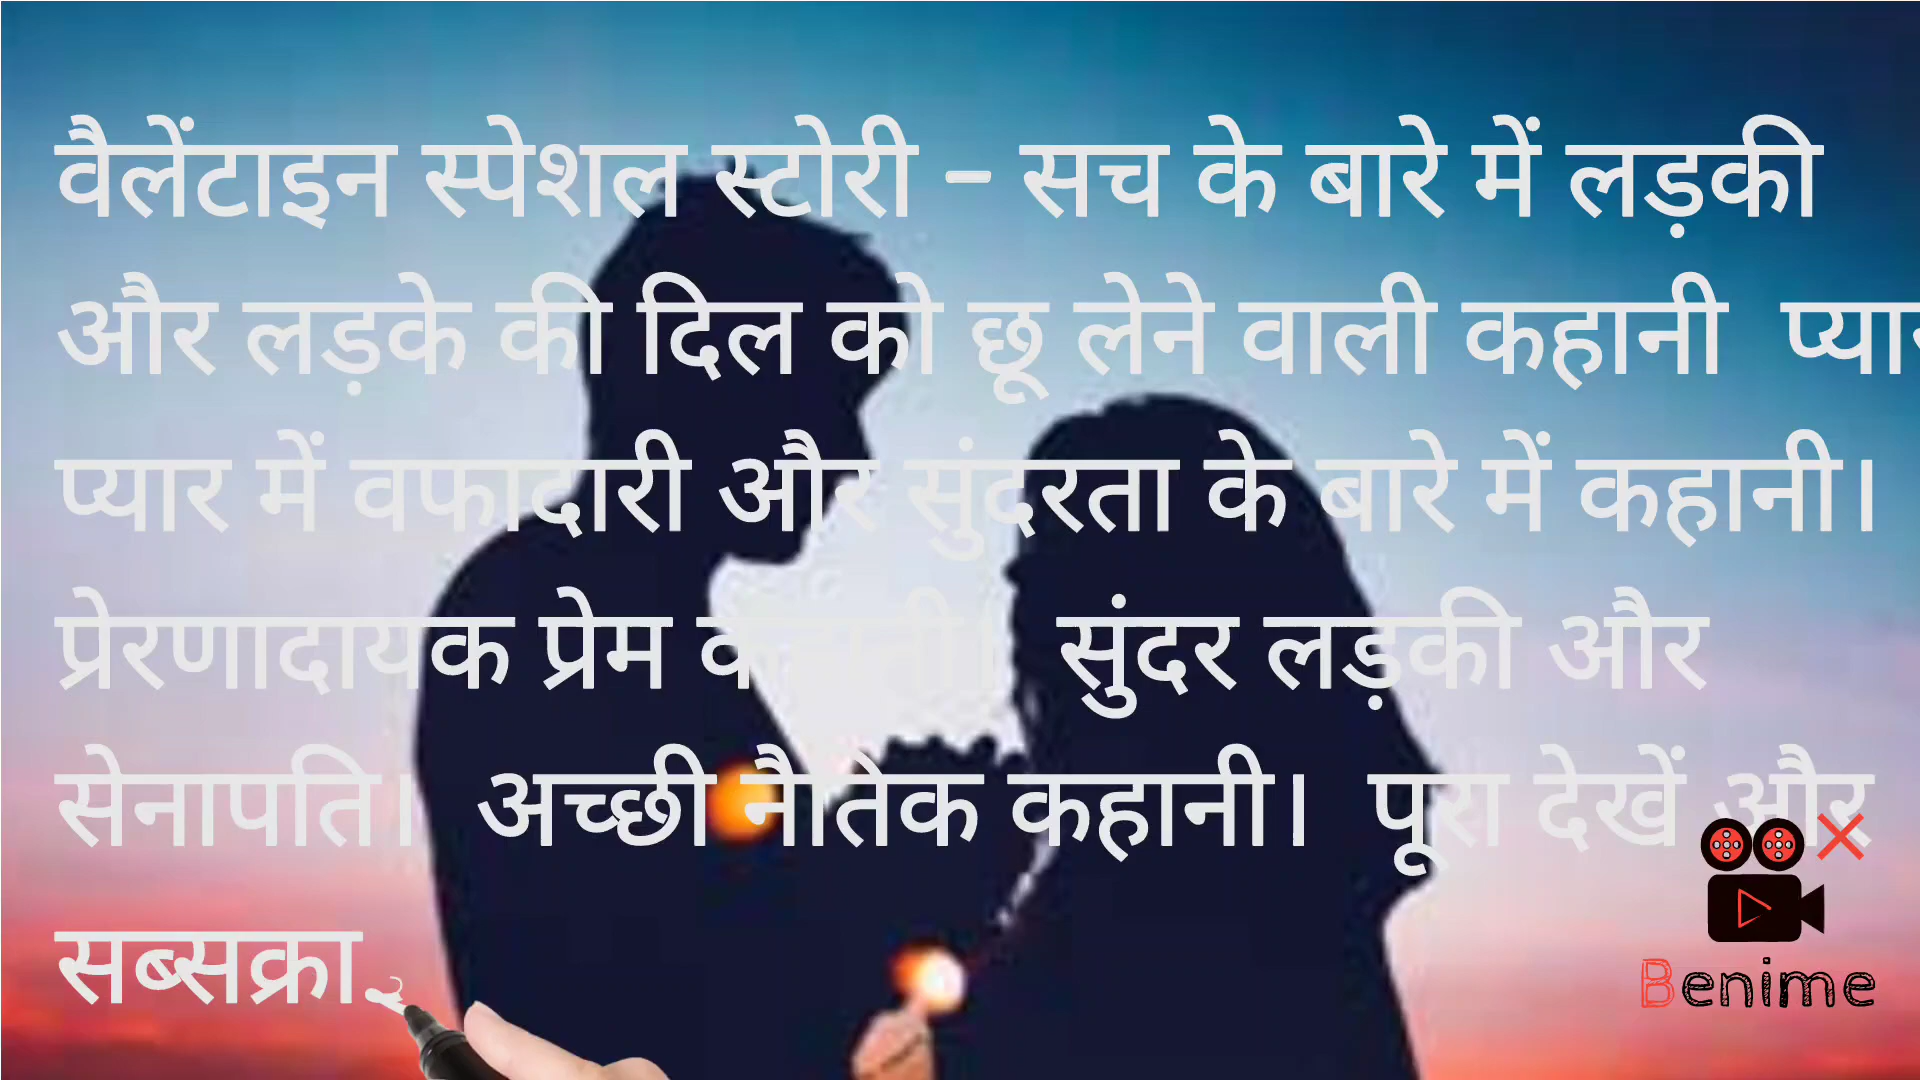 वैलेंटाइन स्पेशल स्टोरी - सच के बारे में लड़की
और लड़के की दिल को छू लेने वाली कहानी प्यार
प्यार में वफादारी और सुंदरता के बारे में कहानी।
प्रेरणादायक प्रेम कहानी। सुंदर लड़की और
सेनापति। अच्छी नैतिक कहानी। पूरा देखें और
सब्सक्रा
Benime